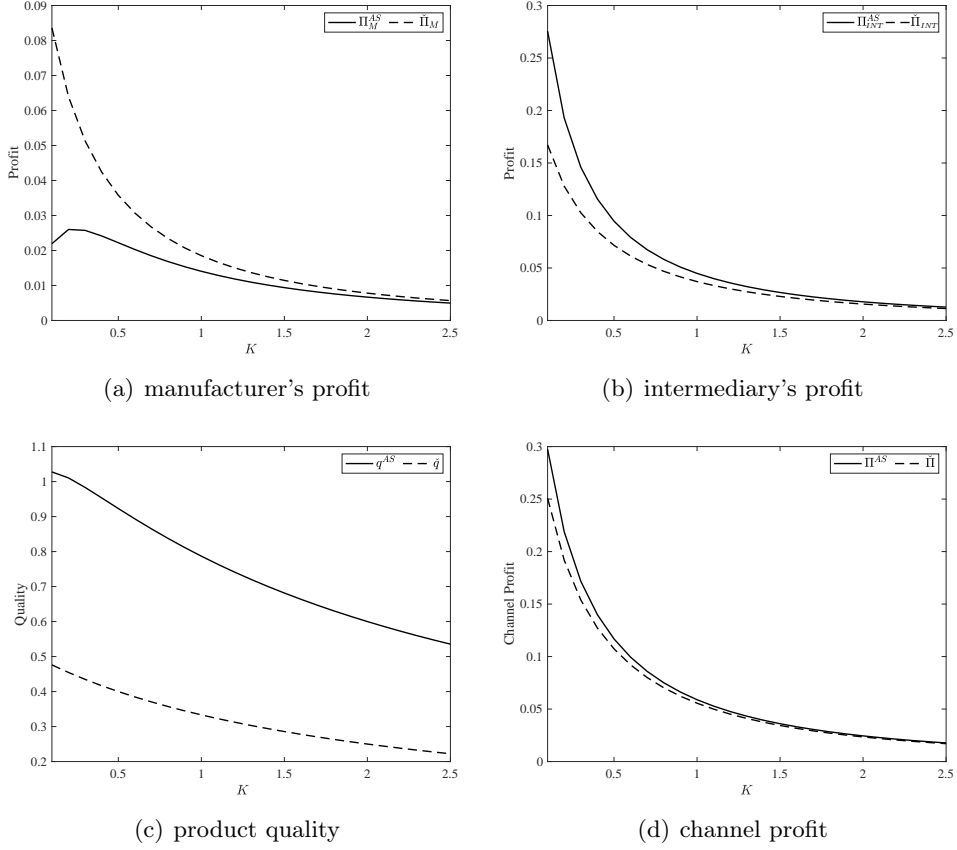 0.09
0.08
0.07
0.06
0.05
0.04
0.03
0.02
0.01
0
Profit
Π_M^{AS} Π̌_M
0.5 1 1.5 2 2.5
K
(a) manufacturer's profit
0.3
0.25
0.2
0.15
0.1
0.05
0
Profit
Π_{INT}^{AS} Π̌_{INT}
0.5 1 1.5 2 2.5
K
(b) intermediary's profit
1.1
1
0.9
0.8
0.7
0.6
0.5
0.4
0.3
0.2
Quality
q^{AS} q̌
0.5 1 1.5 2 2.5
K
(c) product quality
0.3
0.25
0.2
0.15
0.1
0.05
0
Channel Profit
Π^{AS} Π̌
0.5 1 1.5 2 2.5
K
(d) channel profit